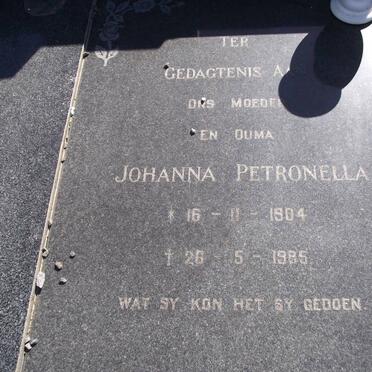 TER
GEDAGTENIS A
ONS MOEDER
EN OUMA
JOHANNA PETRONELLA
* 16 - 11 - 1904
† 26 - 5 - 1985
WAT SY KON HET SY GEDOEN.